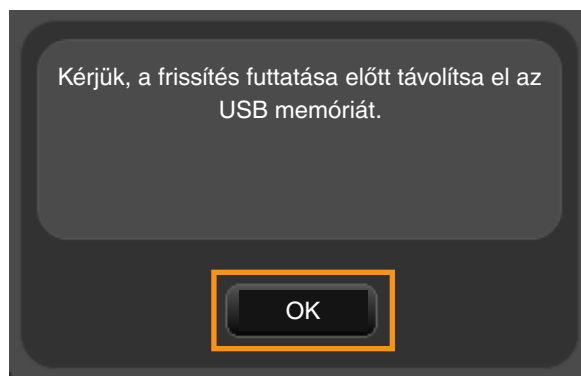 Kérjük, a frissítés futtatása előtt távolítsa el az
USB memóriát.
OK